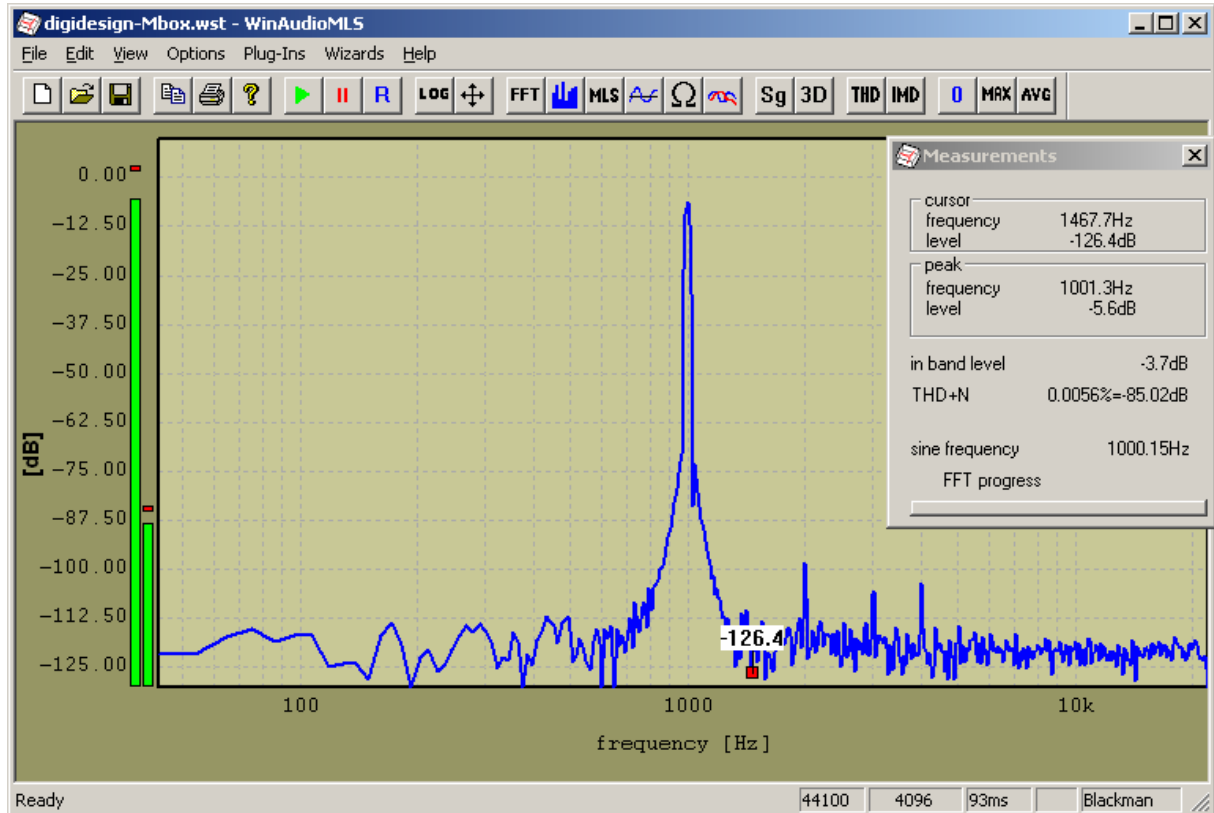 digidesign-Mbox.wst - WinAudioMLS
File Edit View Options Plug-Ins Wizards Help
LOG FFT MLS Ω Sg 3D THD IMD 0 MAX AVG
R
Measurements
cursor
frequency 1467.7Hz
level -126.4dB
peak
frequency 1001.3Hz
level -5.6dB
in band level -3.7dB
THD+N 0.0056%=-85.02dB
sine frequency 1000.15Hz
FFT progress
0.00
-12.50
-25.00
-37.50
-50.00
-62.50
[dB]
-75.00
-87.50
-100.00
-112.50
-125.00
-126.4
100 1000 10k
frequency [Hz]
Ready 44100 4096 93ms Blackman